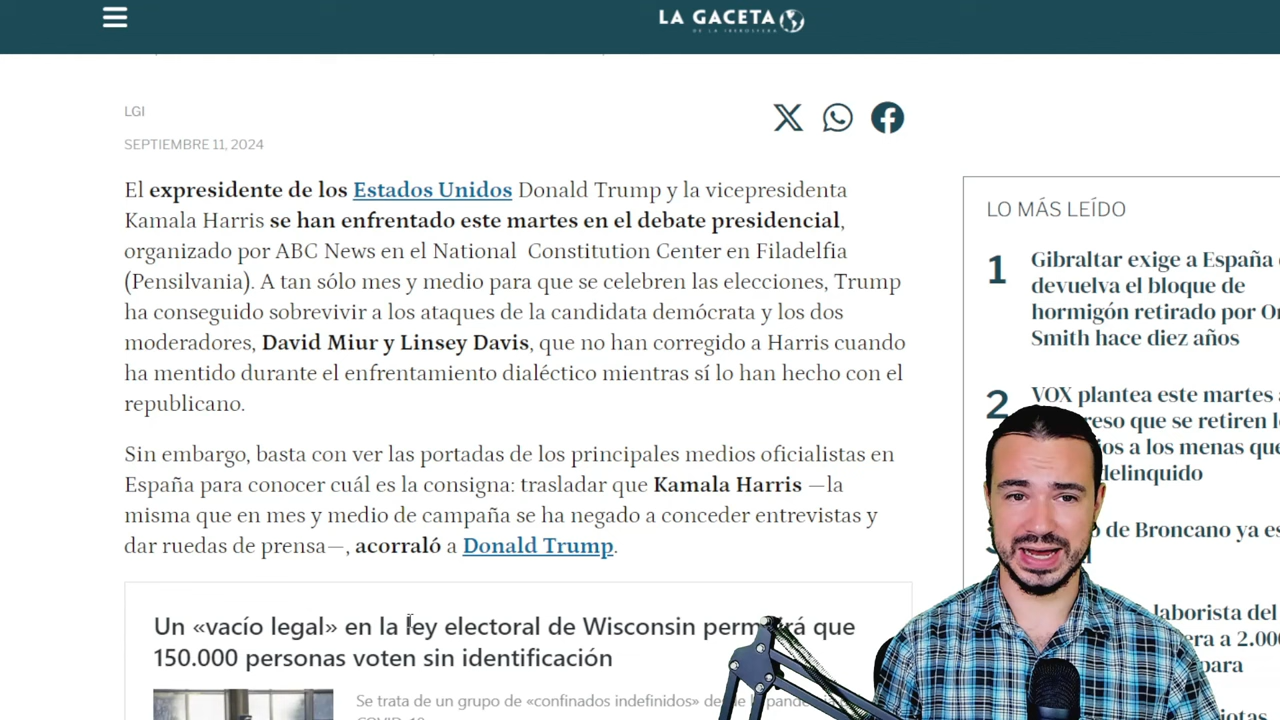 LA GACETA
DE LA IBEROSFERA
LGI
SEPTIEMBRE 11, 2024
El expresidente de los Estados Unidos Donald Trump y la vicepresidenta
Kamala Harris se han enfrentado este martes en el debate presidencial,
organizado por ABC News en el National Constitution Center en Filadelfia
(Pensilvania). A tan sólo mes y medio para que se celebren las elecciones, Trump
ha conseguido sobrevivir a los ataques de la candidata demócrata y los dos
moderadores, David Miur y Linsey Davis, que no han corregido a Harris cuando
ha mentido durante el enfrentamiento dialéctico mientras sí lo han hecho con el
republicano.
Sin embargo, basta con ver las portadas de los principales medios oficialistas en
España para conocer cuál es la consigna: trasladar que Kamala Harris —la
misma que en mes y medio de campaña se ha negado a conceder entrevistas y
dar ruedas de prensa—, acorraló a Donald Trump.
Un «vacío legal» en la ley electoral de Wisconsin permitirá que
150.000 personas voten sin identificación
Se trata de un grupo de «confinados indefinidos» desde la pande
LO MÁS LEÍDO
1
Gibraltar exige a España
devuelva el bloque de
hormigón retirado por
Smith hace diez años
2
VOX plantea este martes
que se retiren
a los menas que
delinquido
de Broncano ya
laborista del
a 2.000
para